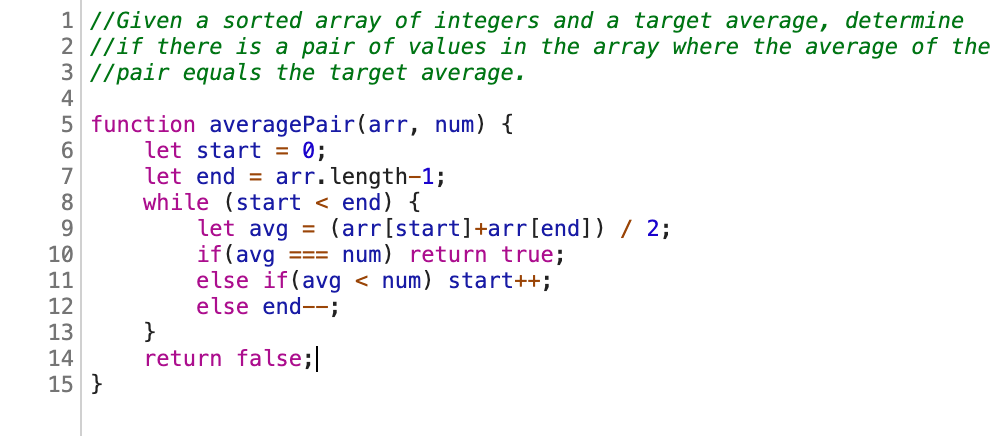 1 //Given a sorted array of integers and a target average, determine
2 //if there is a pair of values in the array where the average of the
3 //pair equals the target average.
4
5 function averagePair(arr, num) {
6     let start = 0;
7     let end = arr.length-1;
8     while (start < end) {
9         let avg = (arr[start]+arr[end]) / 2;
10         if(avg === num) return true;
11         else if(avg < num) start++;
12         else end--;
13     }
14     return false;
15 }